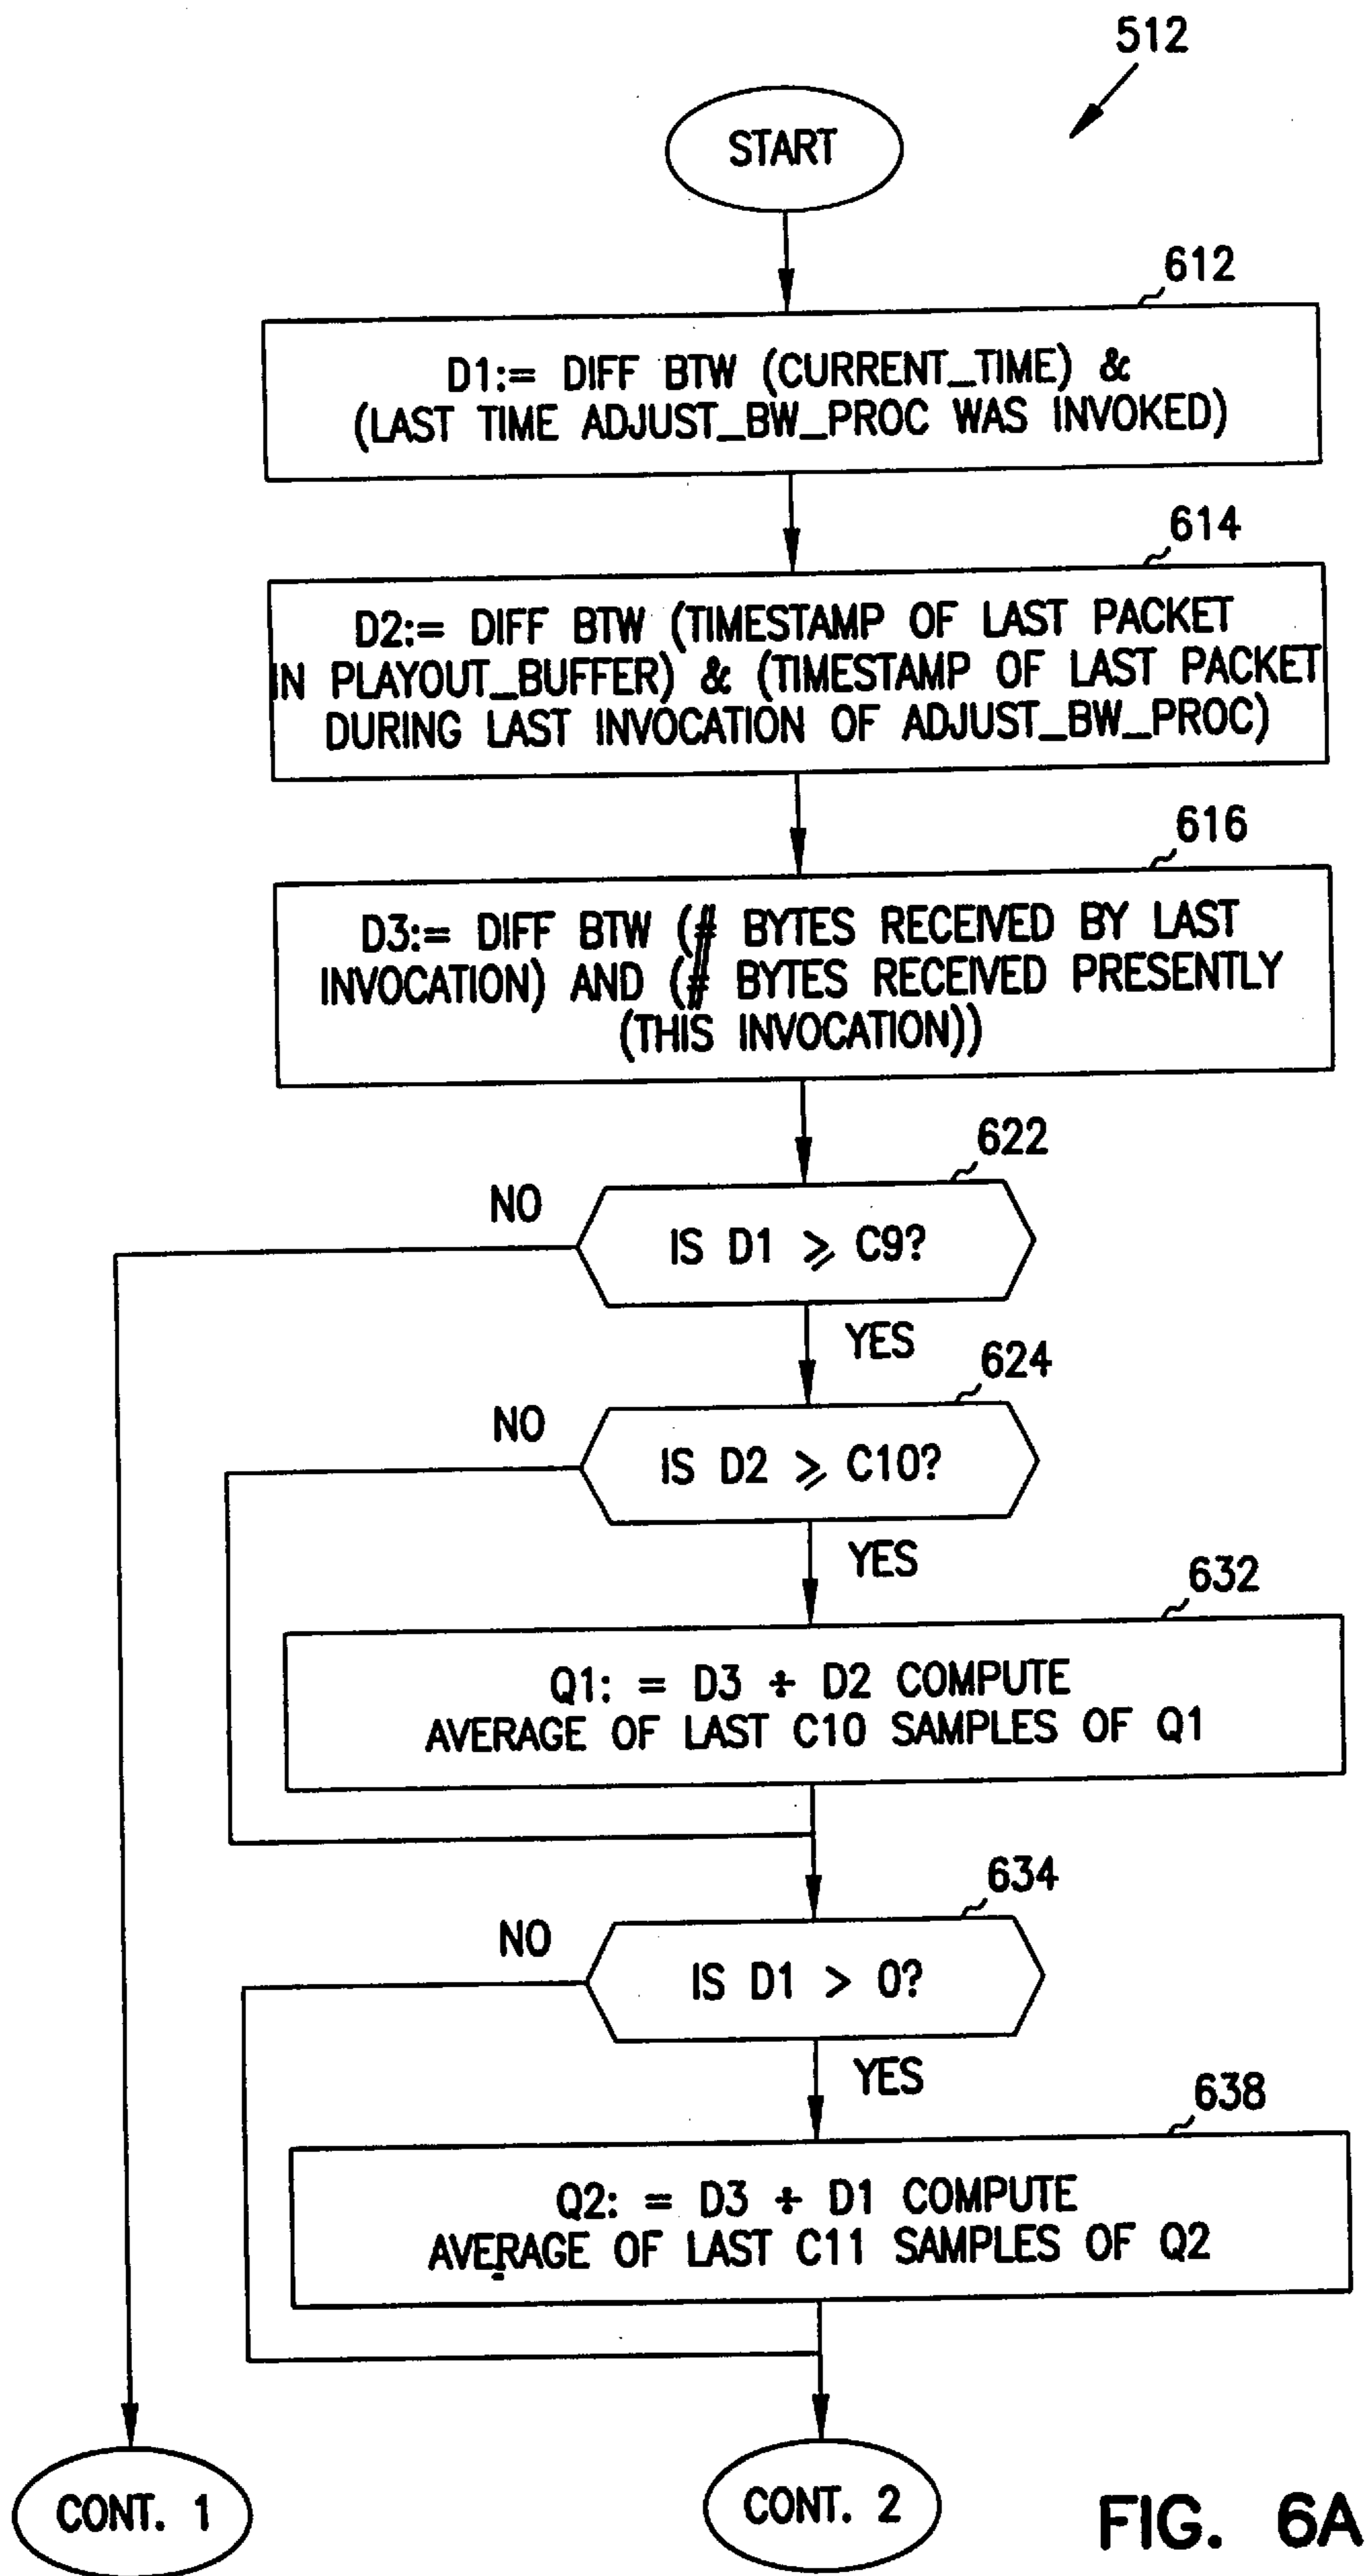 512
START
612
D1:= DIFF BTW (CURRENT_TIME) &
(LAST TIME ADJUST_BW_PROC WAS INVOKED)
614
D2:= DIFF BTW (TIMESTAMP OF LAST PACKET
IN PLAYOUT_BUFFER) & (TIMESTAMP OF LAST PACKET
DURING LAST INVOCATION OF ADJUST_BW_PROC)
616
D3:= DIFF BTW (# BYTES RECEIVED BY LAST
INVOCATION) AND (# BYTES RECEIVED PRESENTLY
(THIS INVOCATION))
622
NO
IS D1 ⩾ C9?
YES
624
NO
IS D2 ⩾ C10?
YES
632
Q1: = D3 ÷ D2 COMPUTE
AVERAGE OF LAST C10 SAMPLES OF Q1
634
NO
IS D1 > 0?
YES
638
Q2: = D3 ÷ D1 COMPUTE
AVERAGE OF LAST C11 SAMPLES OF Q2
CONT. 1
CONT. 2
FIG. 6A